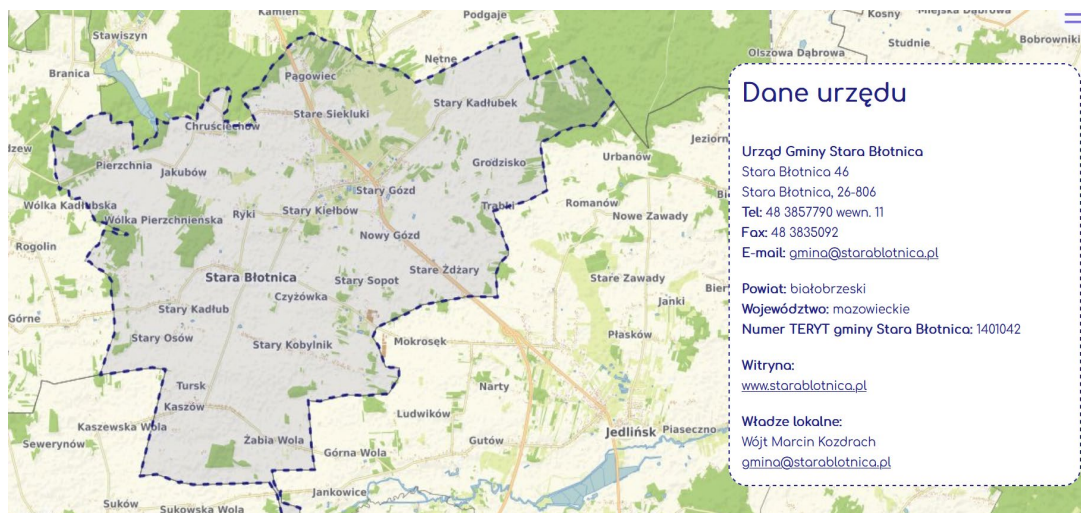 Kamień
Podgaje
Kosny
Miejska Dąbrowa
Stawiszyn
Studnie
Bobrowniki
Olszowa Dąbrowa
Nętne
Branica
Pągowiec
Stary Kadłubek
Stare Siekluki
Chruściechów
dzew
Pierzchnia
Jakubów
Grodzisko
Urbanów
Stary Gózd
Wólka Kadłubska
Trąbki
Romanów
Wólka Pierzchnieńska
Ryki
Stary Kiełbów
Nowe Zawady
Rogolin
Nowy Gózd
Stara Błotnica
Stary Sopot
Stare Żdżary
Stare Zawady
Czyżówka
Janki
Górne
Stary Kadłub
Stary Osów
Stary Kobylnik
Mokrosęk
Płasków
Tursk
Narty
Kaszów
Ludwików
Kaszewska Wola
Sewerynów
Żabia Wola
Gutów
Jedlińsk
Piaseczno
Górna Wola
Jankowice
Suków
Sukowska Wola
Dane urzędu
Urząd Gminy Stara Błotnica
Stara Błotnica 46
Stara Błotnica, 26-806
Tel: 48 3857790 wewn. 11
Fax: 48 3835092
E-mail: gmina@starablotnica.pl
Powiat: białobrzeski
Województwo: mazowieckie
Numer TERYT gminy Stara Błotnica: 1401042
Witryna:
www.starablotnica.pl
Władze lokalne:
Wójt Marcin Kozdrach
gmina@starablotnica.pl